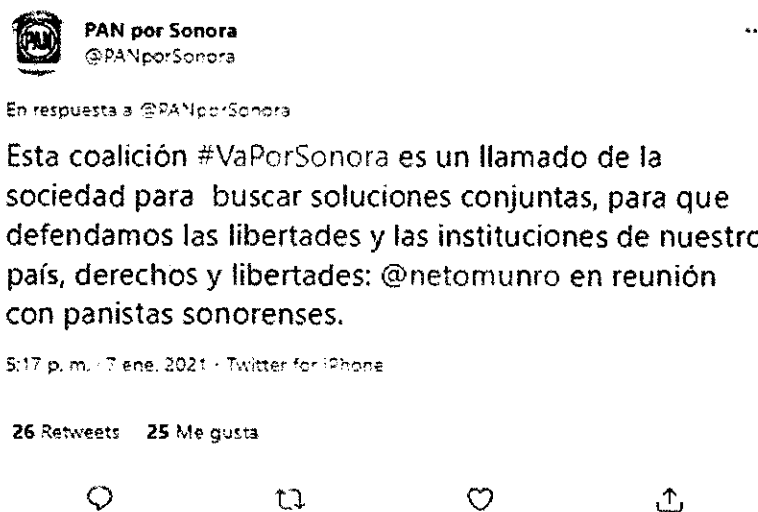 PAN
PAN por Sonora
@PANporSonora
En respuesta a @PANporSonora
Esta coalición #VaPorSonora es un llamado de la
sociedad para buscar soluciones conjuntas, para que
defendamos las libertades y las instituciones de nuestro
país, derechos y libertades: @netomunro en reunión
con panistas sonorenses.
5:17 p. m. · 7 ene. 2021 · Twitter for iPhone
26 Retweets 25 Me gusta